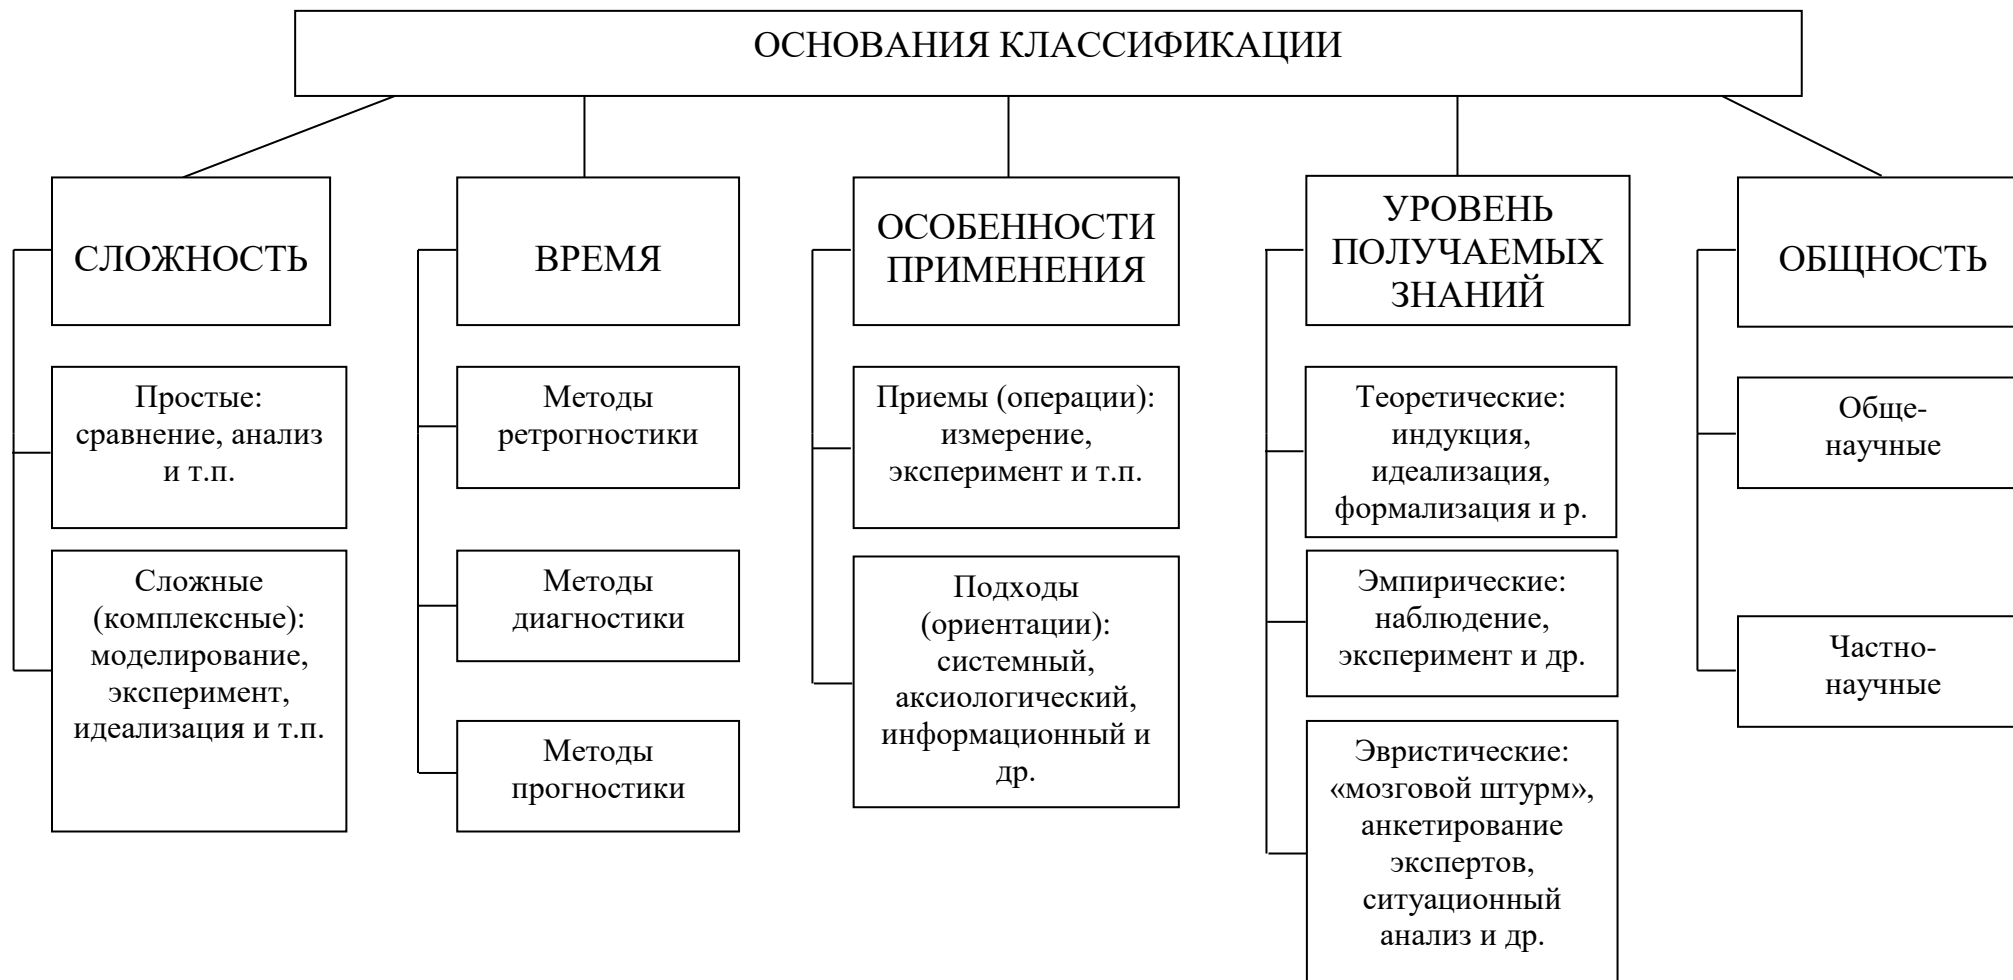 ОСНОВАНИЯ КЛАССИФИКАЦИИ
СЛОЖНОСТЬ
ВРЕМЯ
ОСОБЕННОСТИ
ПРИМЕНЕНИЯ
УРОВЕНЬ
ПОЛУЧАЕМЫХ
ЗНАНИЙ
ОБЩНОСТЬ
Простые:
сравнение, анализ
и т.п.
Сложные
(комплексные):
моделирование,
эксперимент,
идеализация и т.п.
Методы
ретрогностики
Методы
диагностики
Методы
прогностики
Приемы (операции):
измерение,
эксперимент и т.п.
Подходы
(ориентации):
системный,
аксиологический,
информационный и
др.
Теоретические:
индукция,
идеализация,
формализация и р.
Эмпирические:
наблюдение,
эксперимент и др.
Эвристические:
«мозговой штурм»,
анкетирование
экспертов,
ситуационный
анализ и др.
Обще-
научные
Частно-
научные